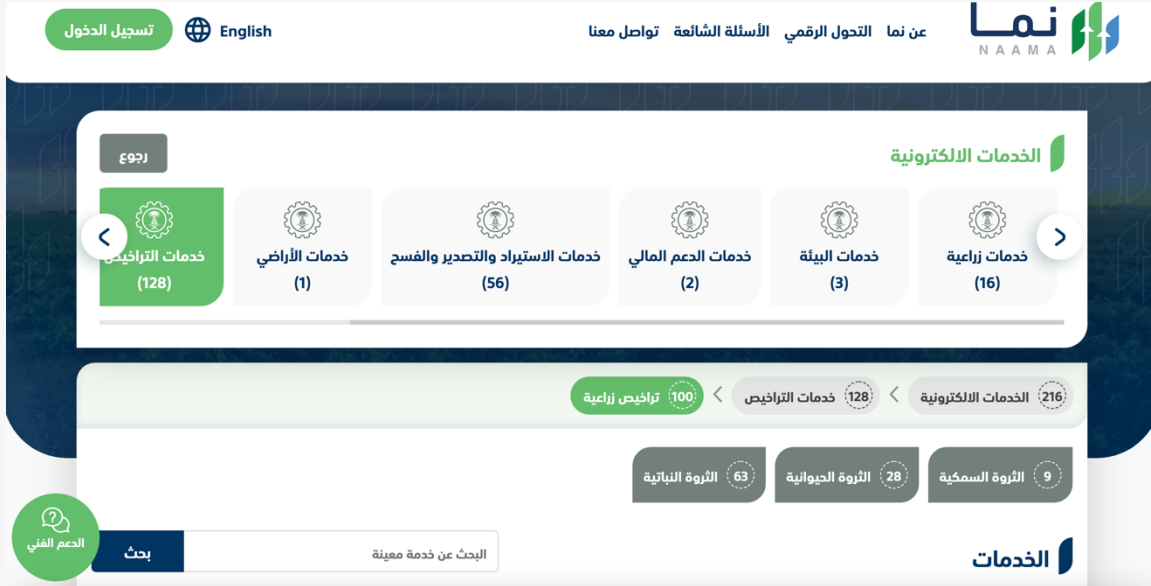 نما
NAAMA
عن نما
التحول الرقمي
الأسئلة الشائعة
تواصل معنا
English
تسجيل الدخول
الخدمات الالكترونية
رجوع
خدمات زراعية
(16)
خدمات البيئة
(3)
خدمات الدعم المالي
(2)
خدمات الاستيراد والتصدير والفسح
(56)
خدمات الأراضي
(1)
خدمات التراخيص
(128)
216 الخدمات الالكترونية
128 خدمات التراخيص
100 تراخيص زراعية
9 الثروة السمكية
28 الثروة الحيوانية
63 الثروة النباتية
الخدمات
البحث عن خدمة معينة
بحث
الدعم الفني